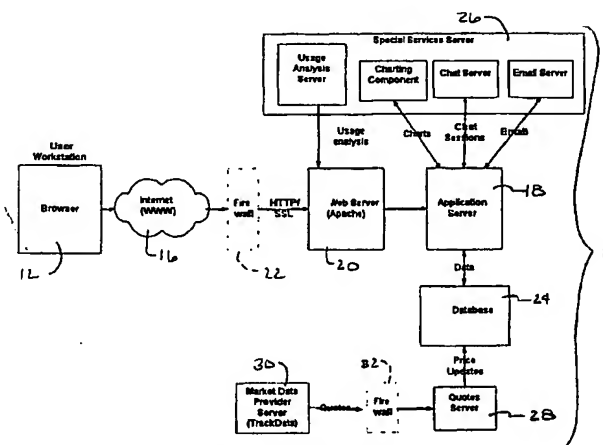 26
Special Services Server
Usage
Analysis
Server
Charting
Component
Chat Server
Email Server
Usage
analysis
Charts
Chat
Sessions
Emails
User
Workstation
Browser
Internet
(WWW)
Fire
wall
HTTP/
SSL
Web Server
(Apache)
Application
Server
18
12
16
22
20
Data
Database
24
Price
Updates
30
32
Market Data
Provider
Server
(TrackData)
Quotes
Fire
wall
Quotes
Server
28